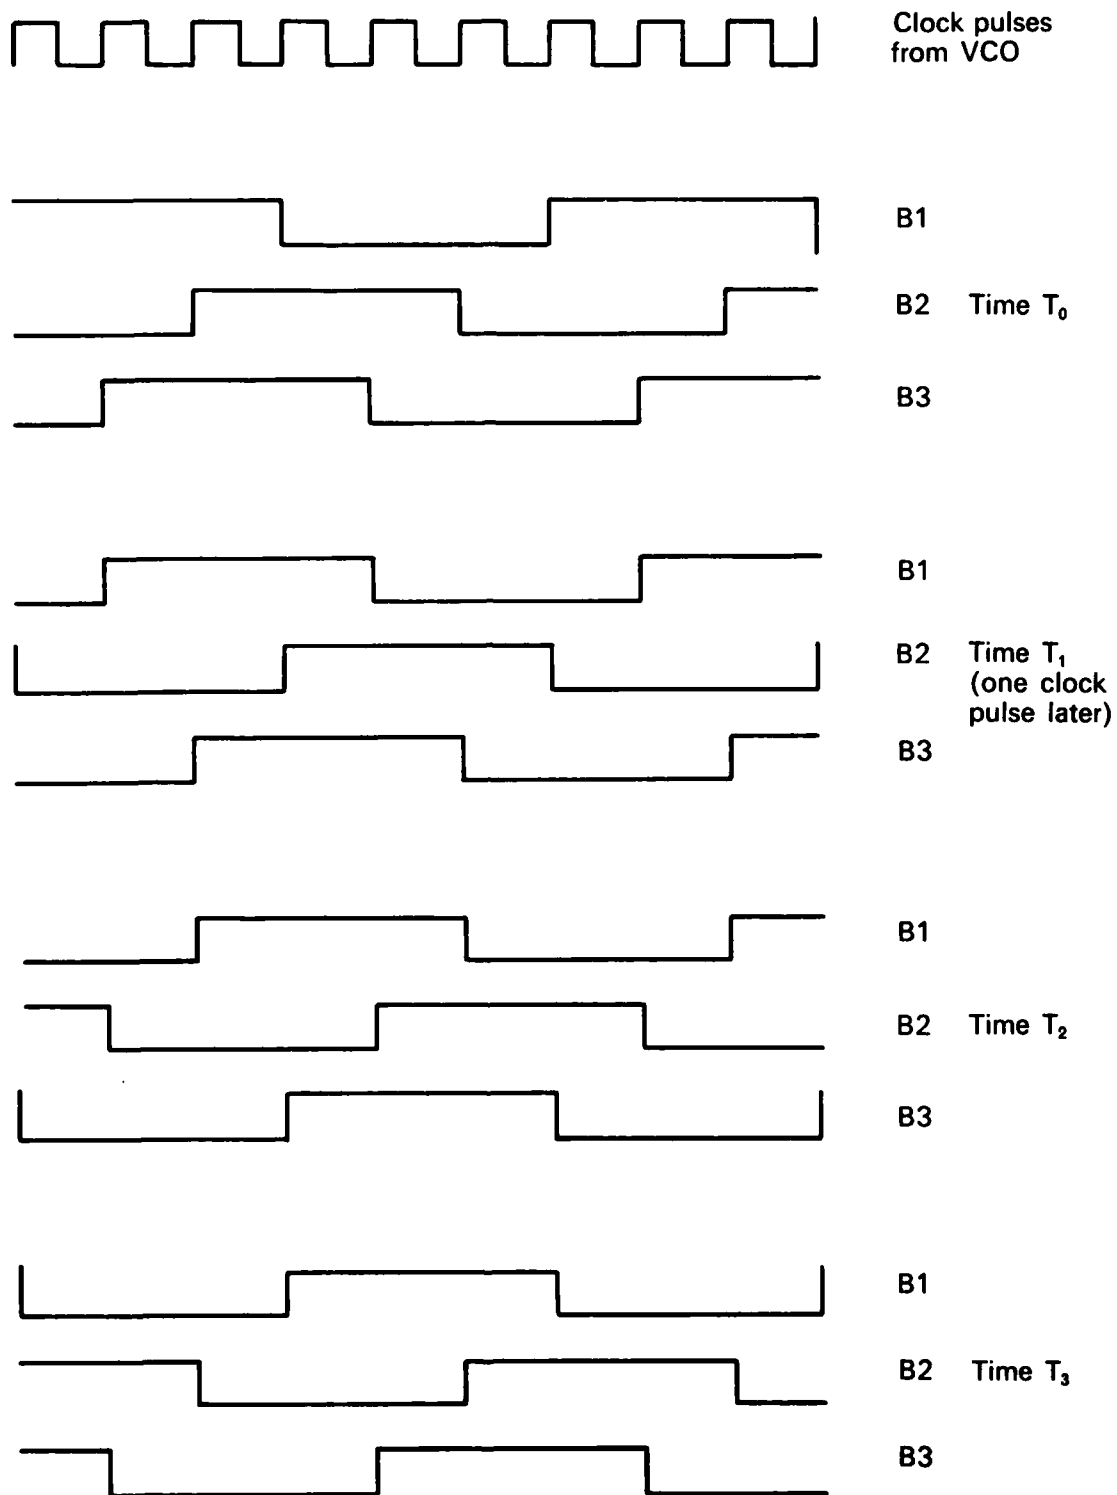 Clock pulses
from VCO
B1
B2 Time T₀
B3
B1
B2 Time T₁
(one clock
pulse later)
B3
B1
B2 Time T₂
B3
B1
B2 Time T₃
B3